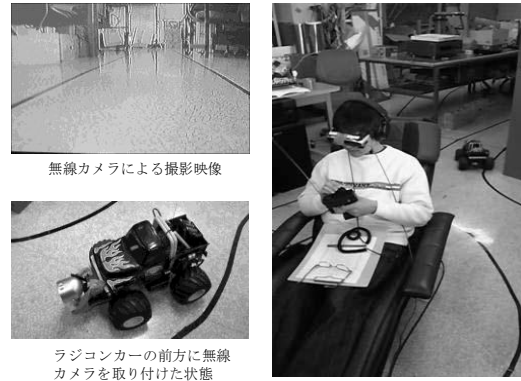 無線カメラによる撮影映像
ラジコンカーの前方に無線
カメラを取り付けた状態